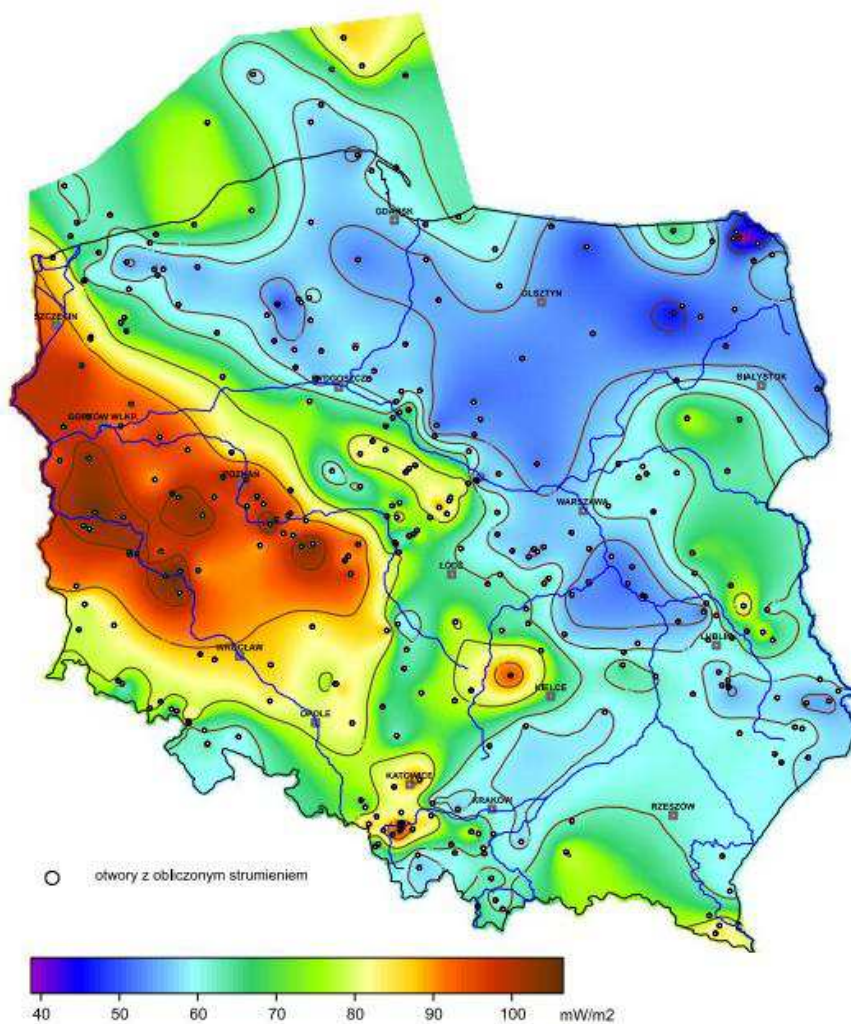 GDAŃSK
OLSZTYN
SZCZECIN
BYDGOSZCZ
BIAŁYSTOK
GORZÓW WLKP.
POZNAŃ
WARSZAWA
ŁÓDŹ
LUBLIN
WROCŁAW
KIELCE
OPOLE
KATOWICE
KRAKÓW
RZESZÓW
otwory z obliczonym strumieniem
40 50 60 70 80 90 100 mW/m2